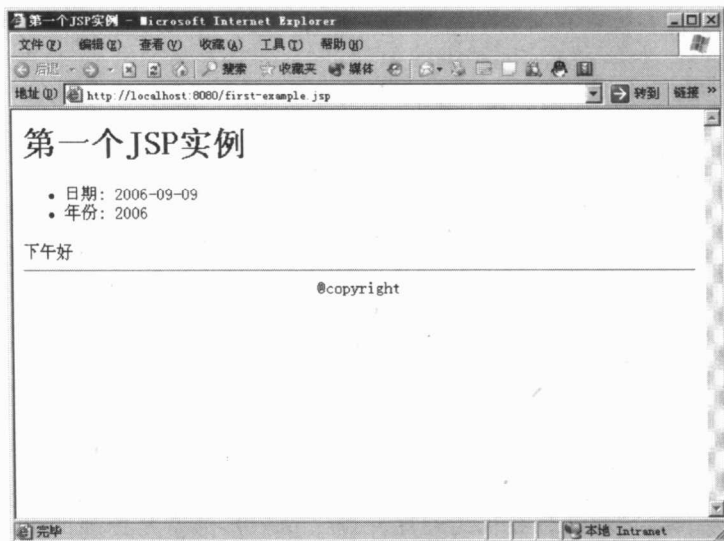 第一个JSP实例 - Microsoft Internet Explorer
文件(F) 编辑(E) 查看(V) 收藏(A) 工具(T) 帮助(H)
后退 搜索 收藏夹 媒体
地址(D) http://localhost:8080/first-example.jsp 转到 链接 »
第一个JSP实例
• 日期: 2006-09-09
• 年份: 2006
下午好
@copyright
完毕 本地 Intranet